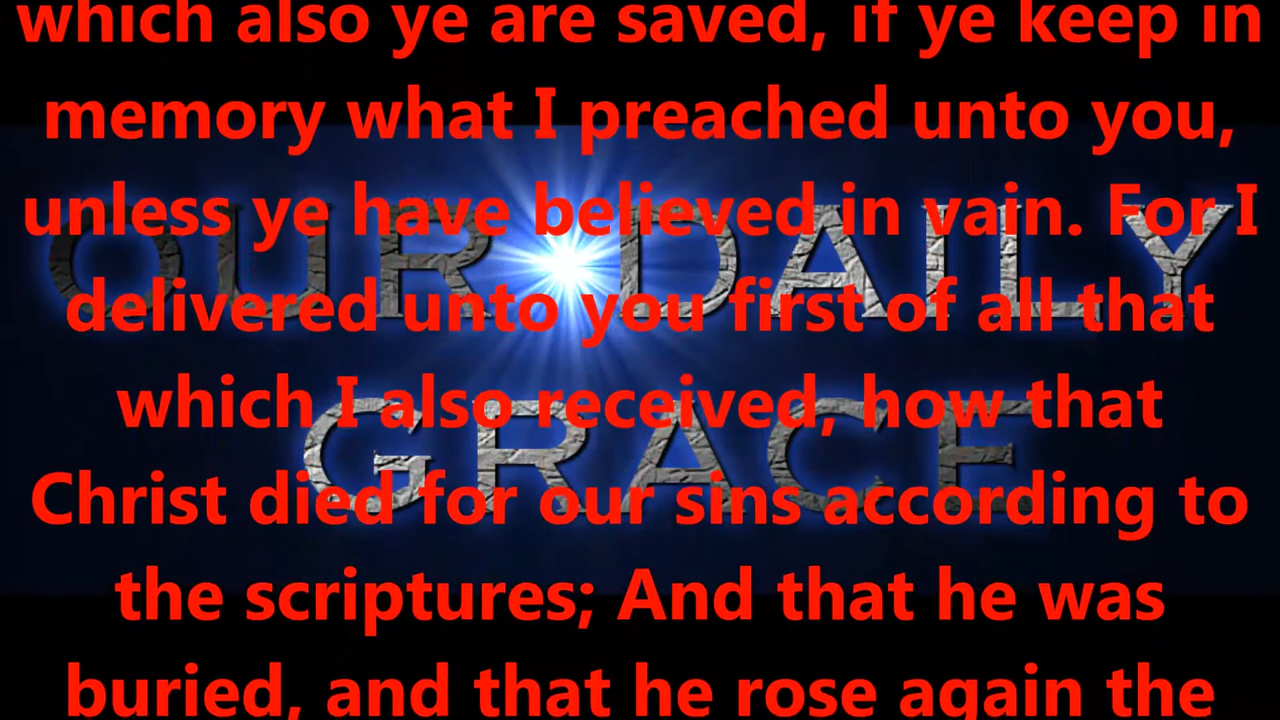 which also ye are saved, if ye keep in
memory what I preached unto you,
unless ye have believed in vain. For I
delivered unto you first of all that
which I also received, how that
Christ died for our sins according to
the scriptures; And that he was
buried, and that he rose again the
OUR DAILY
GRACE